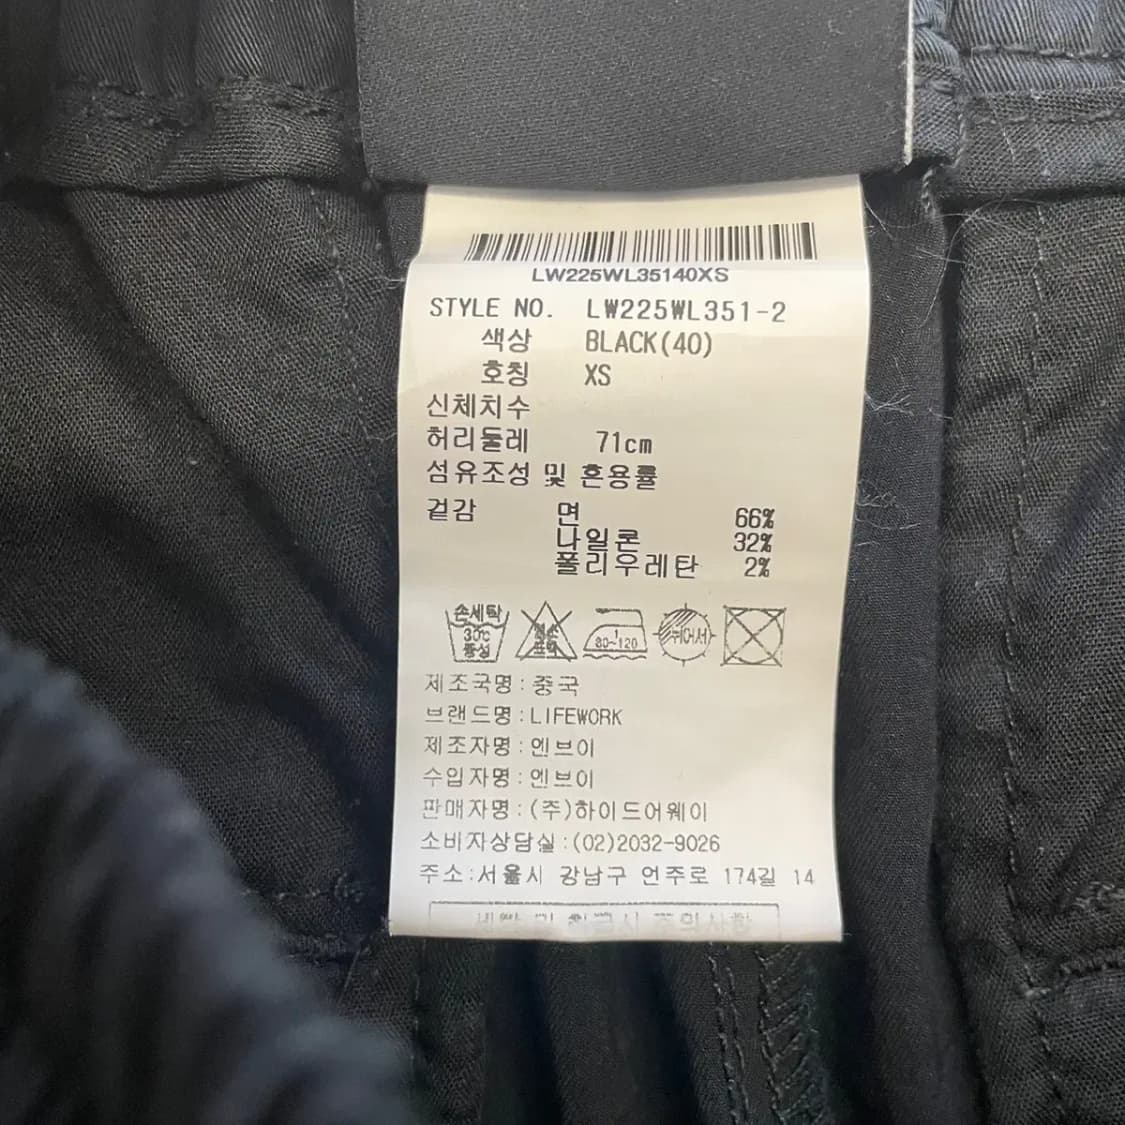 LW225WL35140XS
STYLE NO. LW225WL351-2
색상 BLACK(40)
호칭 XS
신체치수
허리둘레 71cm
섬유조성 및 혼용률
겉감 면 66%
나일론 32%
폴리우레탄 2%
손세탁
30℃
중성
80~120
뉘어서
제조국명:중국
브랜드명:LIFEWORK
제조자명:엔브이
수입자명:엔브이
판매자명:(주)하이드어웨이
소비자상담실:(02)2032-9026
주소:서울시 강남구 언주로 174길 14